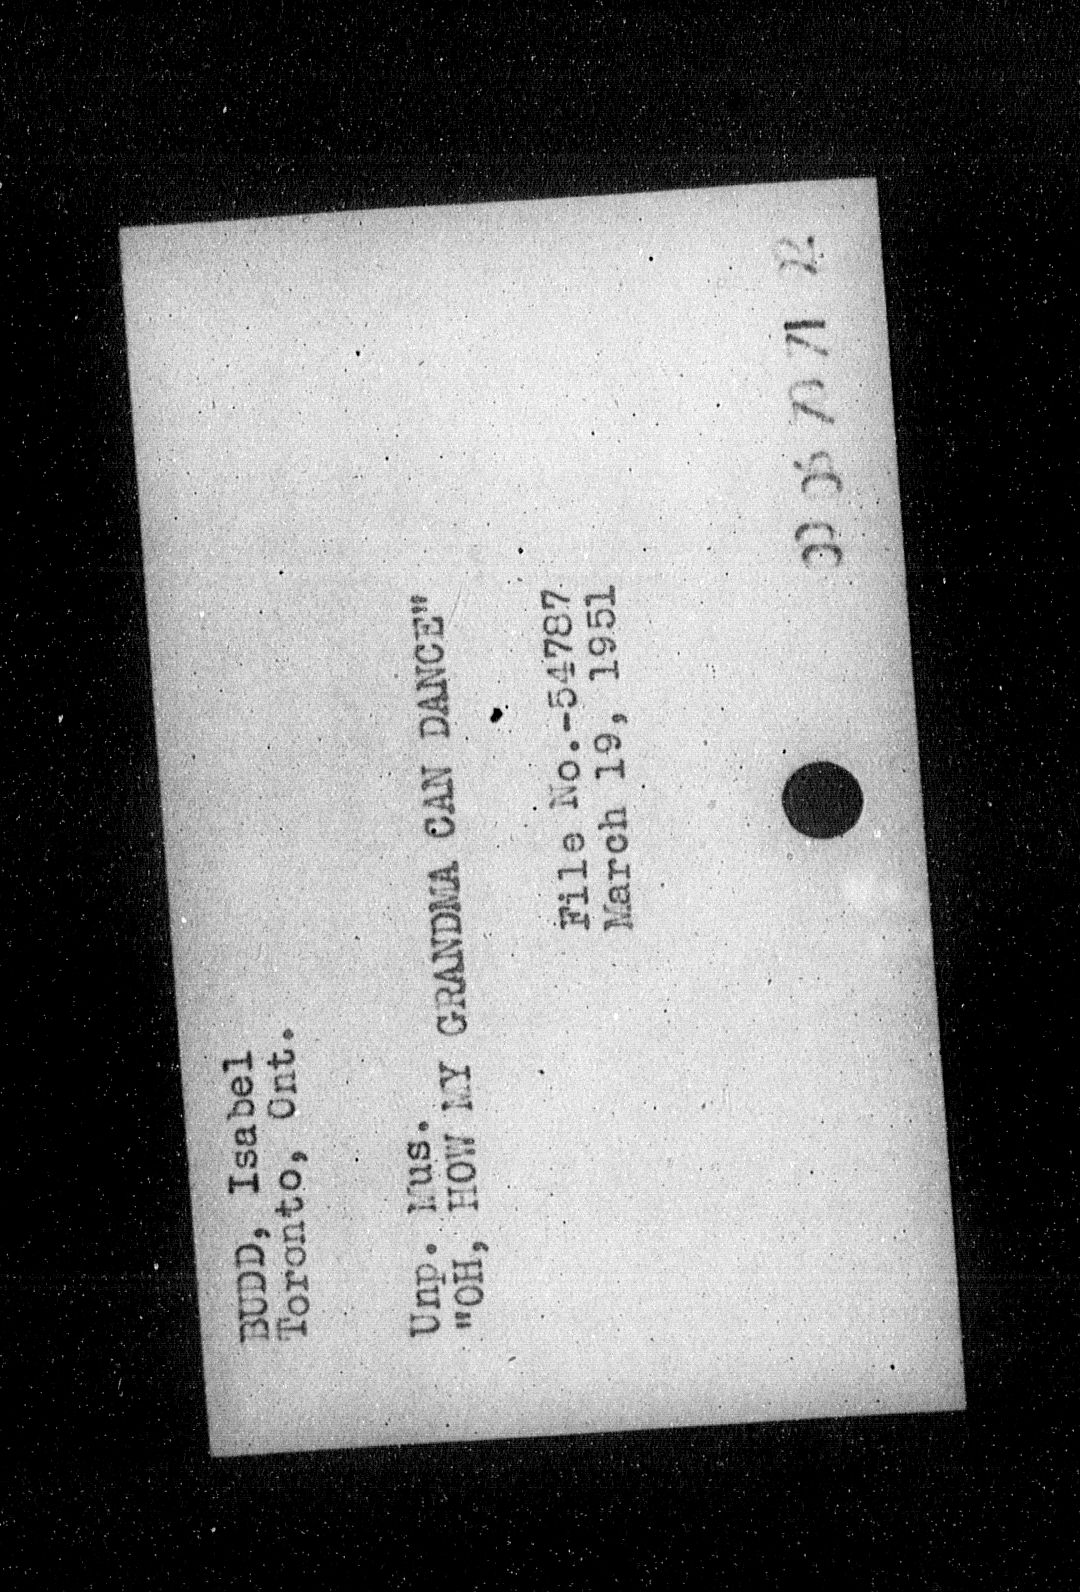 BUDD, Isabel
Toronto, Ont.
Unp. Mus.
"OH, HOW MY GRANDMA CAN DANCE"
File No.-54787
March 19, 1951